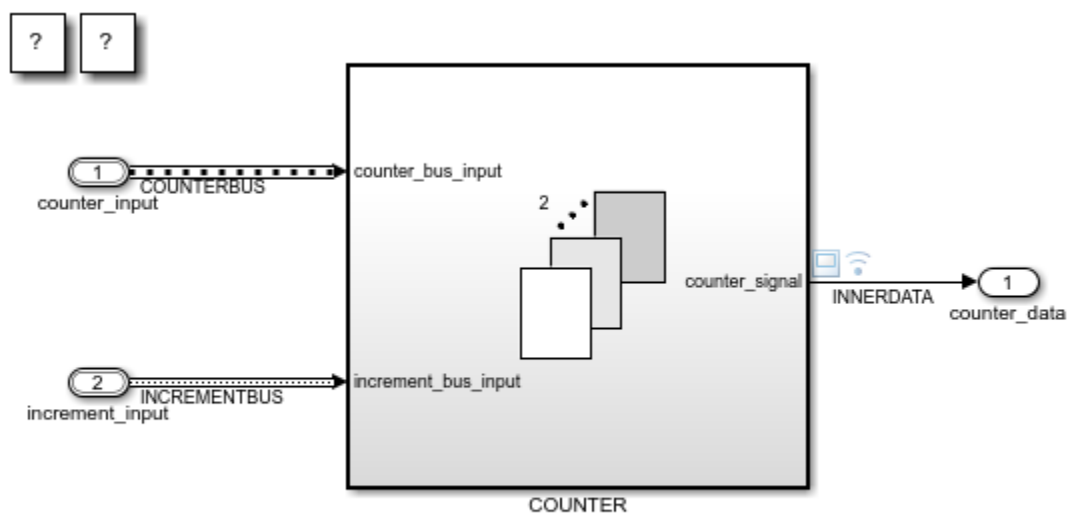 ? ?
1
counter_input
COUNTERBUS
counter_bus_input
2
counter_signal
INNERDATA
1
counter_data
2
increment_input
INCREMENTBUS
increment_bus_input
COUNTER